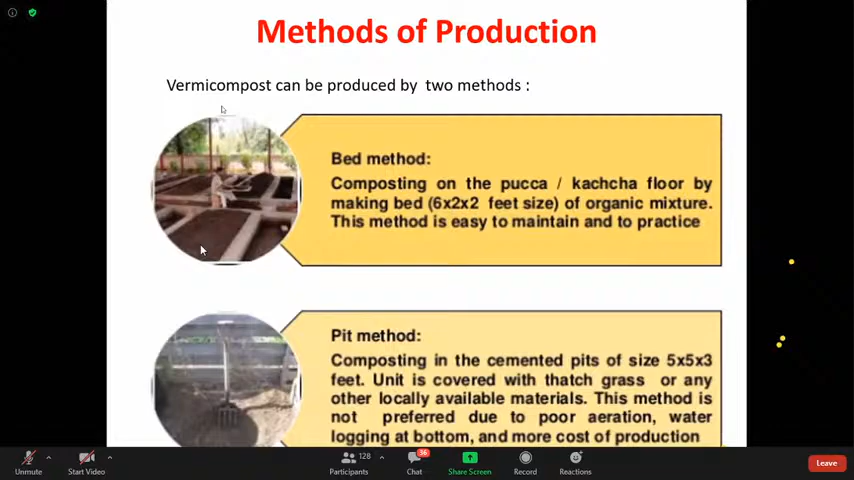 Methods of Production
Vermicompost can be produced by two methods :
Bed method:
Composting on the pucca / kachcha floor by
making bed (6x2x2 feet size) of organic mixture.
This method is easy to maintain and to practice
Pit method:
Composting in the cemented pits of size 5x5x3
feet. Unit is covered with thatch grass or any
other locally available materials. This method is
not preferred due to poor aeration, water
logging at bottom, and more cost of production
Unmute
Start Video
128
Participants
36
Chat
Share Screen
Record
Reactions
Leave